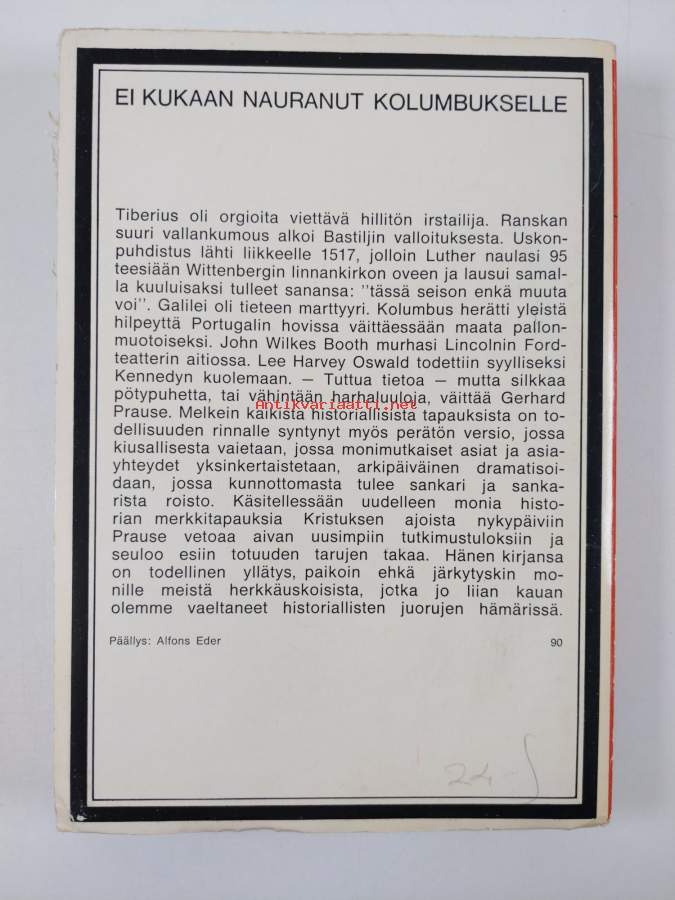 EI KUKAAN NAURANUT KOLUMBUKSELLE
Tiberius oli orgioita viettävä hillitön irstailija. Ranskan
suuri vallankumous alkoi Bastiljin valloituksesta. Uskon-
puhdistus lähti liikkeelle 1517, jolloin Luther naulasi 95
teesiään Wittenbergin linnankirkon oveen ja lausui samal-
la kuuluisaksi tulleet sanansa: "tässä seison enkä muuta
voi". Galilei oli tieteen marttyyri. Kolumbus herätti yleistä
hilpeyttä Portugalin hovissa väittäessään maata pallon-
muotoiseksi. John Wilkes Booth murhasi Lincolnin Ford-
teatterin aitiossa. Lee Harvey Oswald todettiin syylliseksi
Kennedyn kuolemaan. — Tuttua tietoa — mutta silkkaa
pötypuhetta, tai vähintään harhaluuloja, väittää Gerhard
Antikvariaatti.net
Prause. Melkein kaikista historiallisista tapauksista on to-
dellisuuden rinnalle syntynyt myös perätön versio, jossa
kiusallisesta vaietaan, jossa monimutkaiset asiat ja asia-
yhteydet yksinkertaistetaan, arkipäiväinen dramatisoi-
daan, jossa kunnottomasta tulee sankari ja sanka-
rista roisto. Käsitellessään uudelleen monia histo-
rian merkkitapauksia Kristuksen ajoista nykypäiviin
Prause vetoaa aivan uusimpiin tutkimustuloksiin ja
seuloo esiin totuuden tarujen takaa. Hänen kirjansa
on todellinen yllätys, paikoin ehkä järkytyskin mo-
nille meistä herkkäuskoisista, jotka jo liian kauan
olemme vaeltaneet historiallisten juorujen hämärissä.
Päällys: Alfons Eder 90
22-